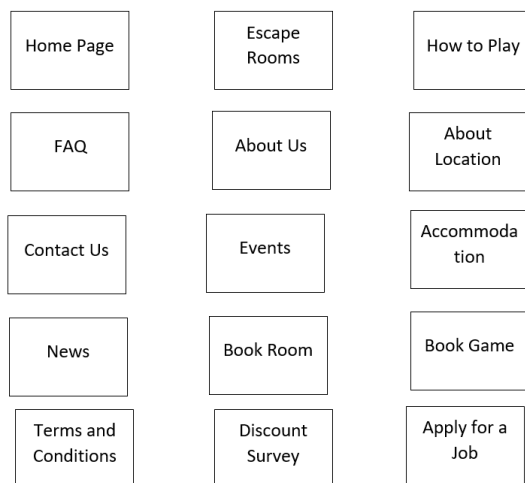 Home Page
Escape
Rooms
How to Play
FAQ
About Us
About
Location
Contact Us
Events
Accommoda
tion
News
Book Room
Book Game
Terms and
Conditions
Discount
Survey
Apply for a
Job